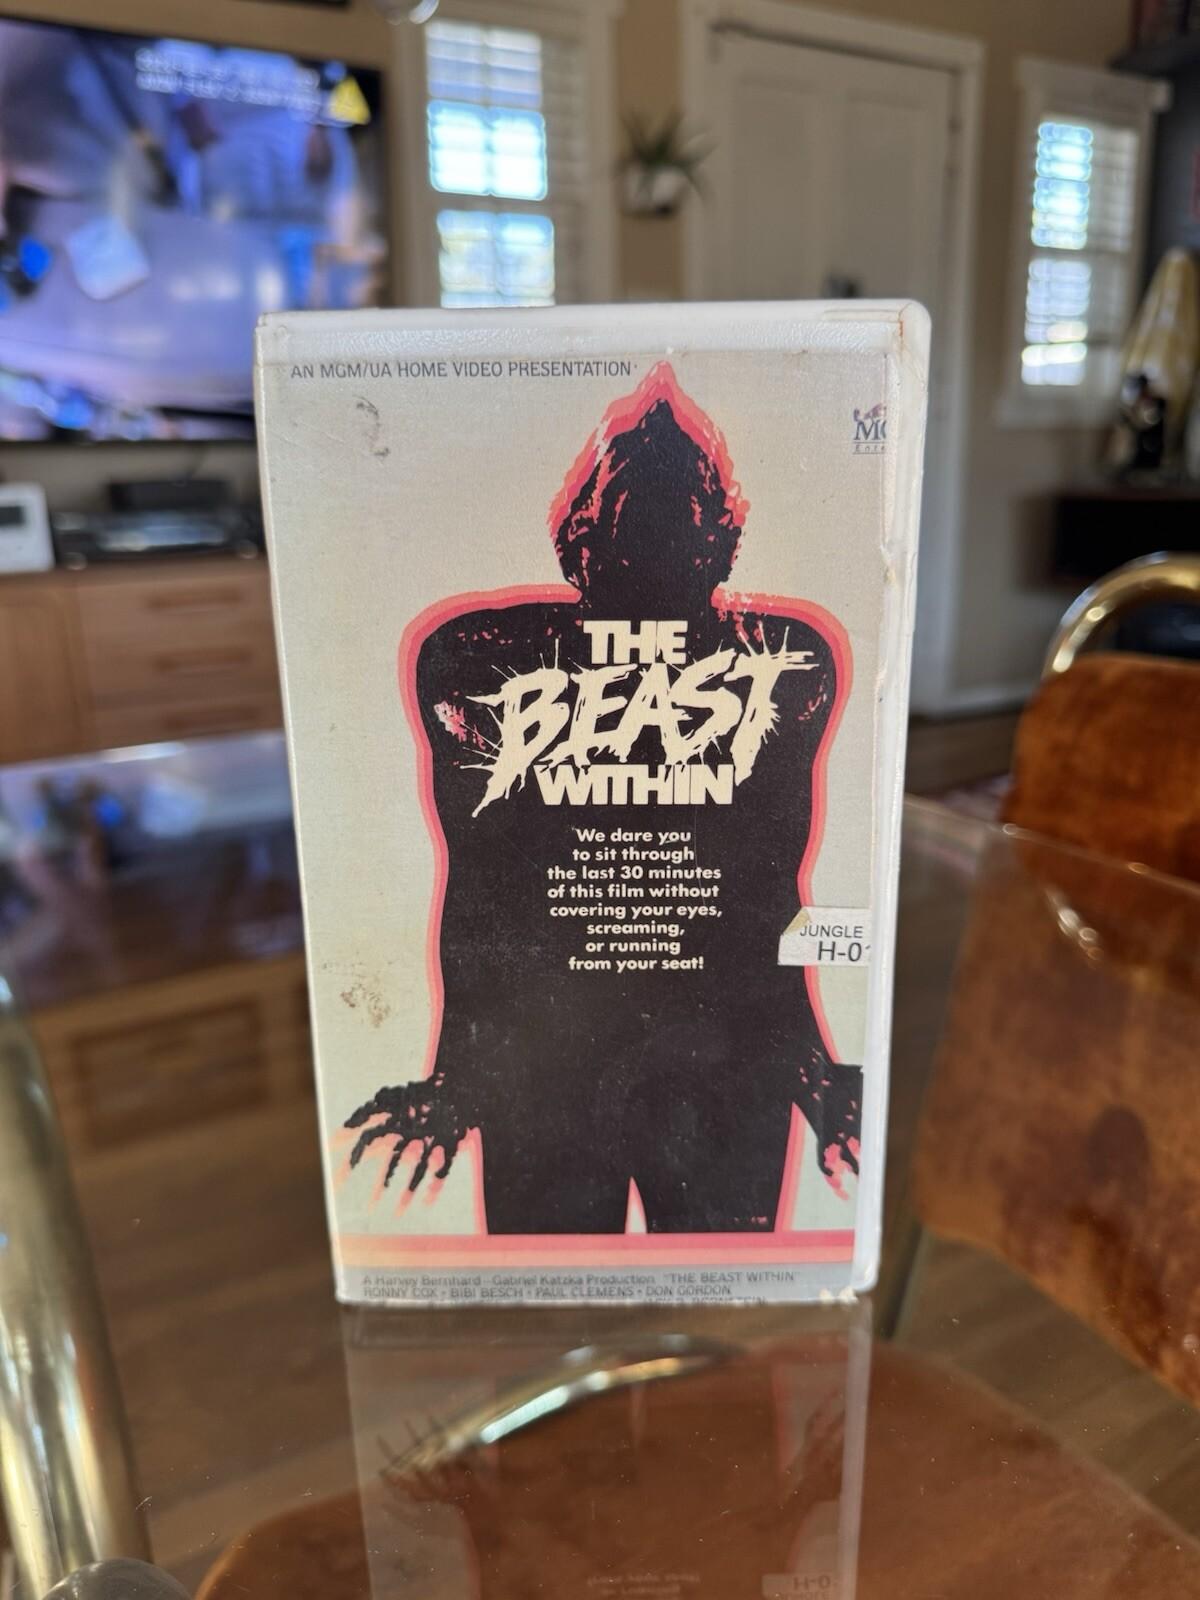 AN MGM/UA HOME VIDEO PRESENTATION
THE
BEAST
WITHIN
We dare you
to sit through
the last 30 minutes
of this film without
covering your eyes,
screaming,
or running
from your seat!
JUNGLE
H-0
A Harvey Bernhard - Gabriel Katzka Production "THE BEAST WITHIN"
RONNY COX • BIBI BESCH • PAUL CLEMENS • DON GORDON